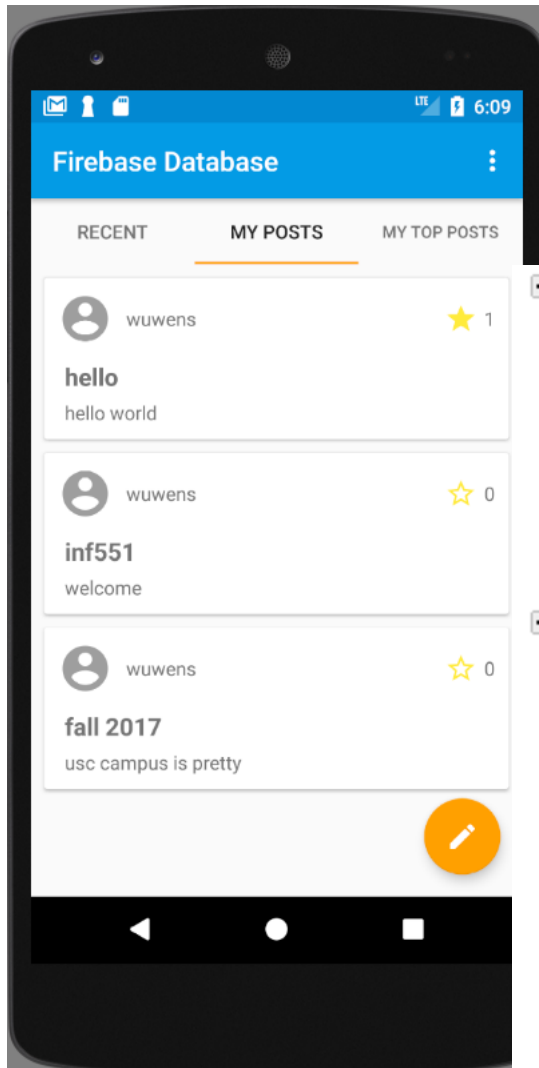 LTE 6:09
Firebase Database
RECENT MY POSTS MY TOP POSTS
wuwens 1
hello
hello world
wuwens 0
inf551
welcome
wuwens 0
fall 2017
usc campus is pretty